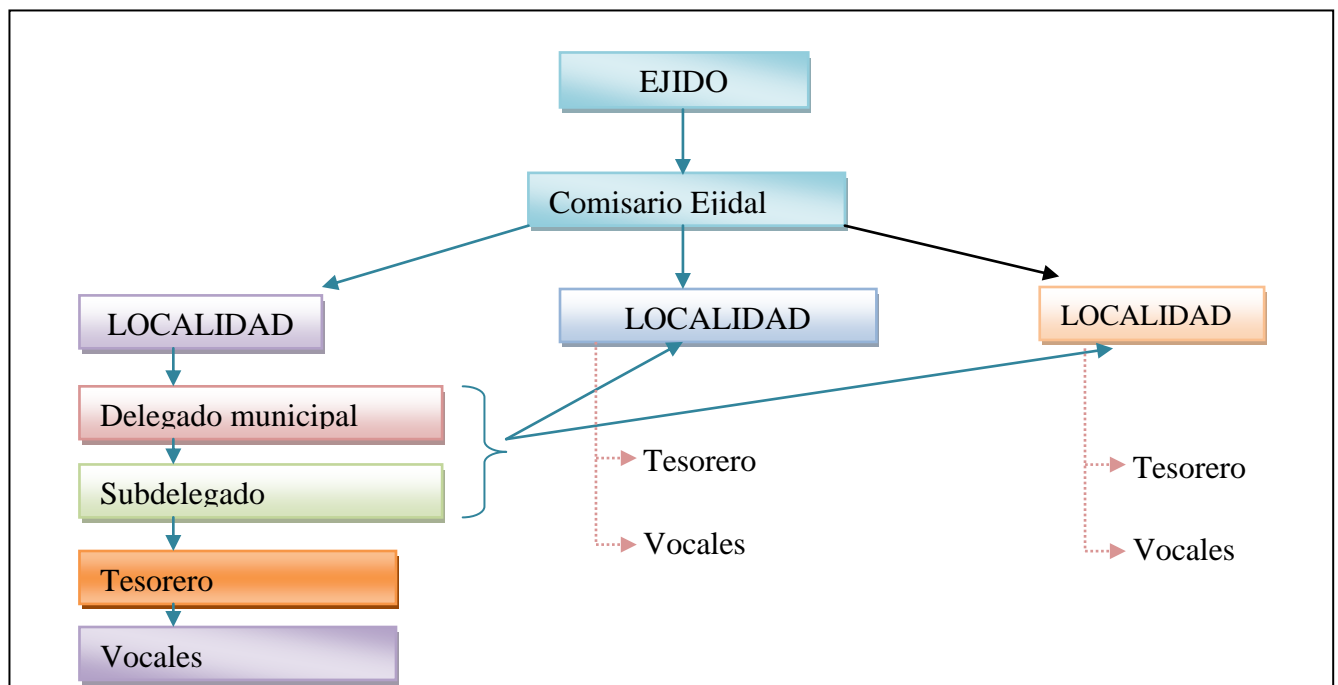 EJIDO
Comisario Ejidal
LOCALIDAD
LOCALIDAD
LOCALIDAD
Delegado municipal
Subdelegado
Tesorero
Vocales
Tesorero
Vocales
Tesorero
Vocales